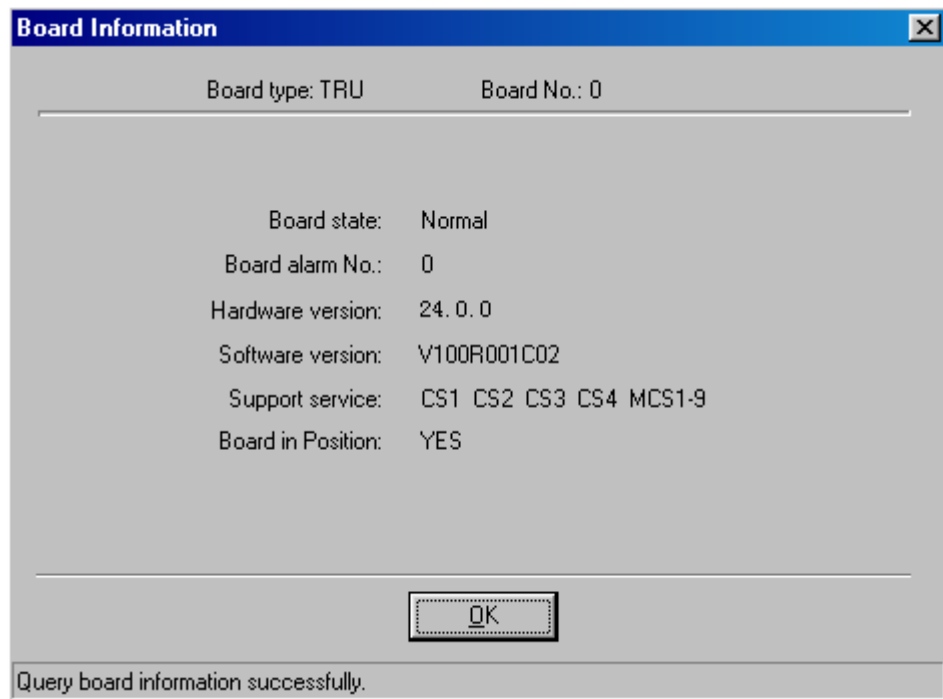 Board Information
Board type: TRU Board No.: 0
Board state: Normal
Board alarm No.: 0
Hardware version: 24. 0. 0
Software version: V100R001C02
Support service: CS1 CS2 CS3 CS4 MCS1-9
Board in Position: YES
OK
Query board information successfully.